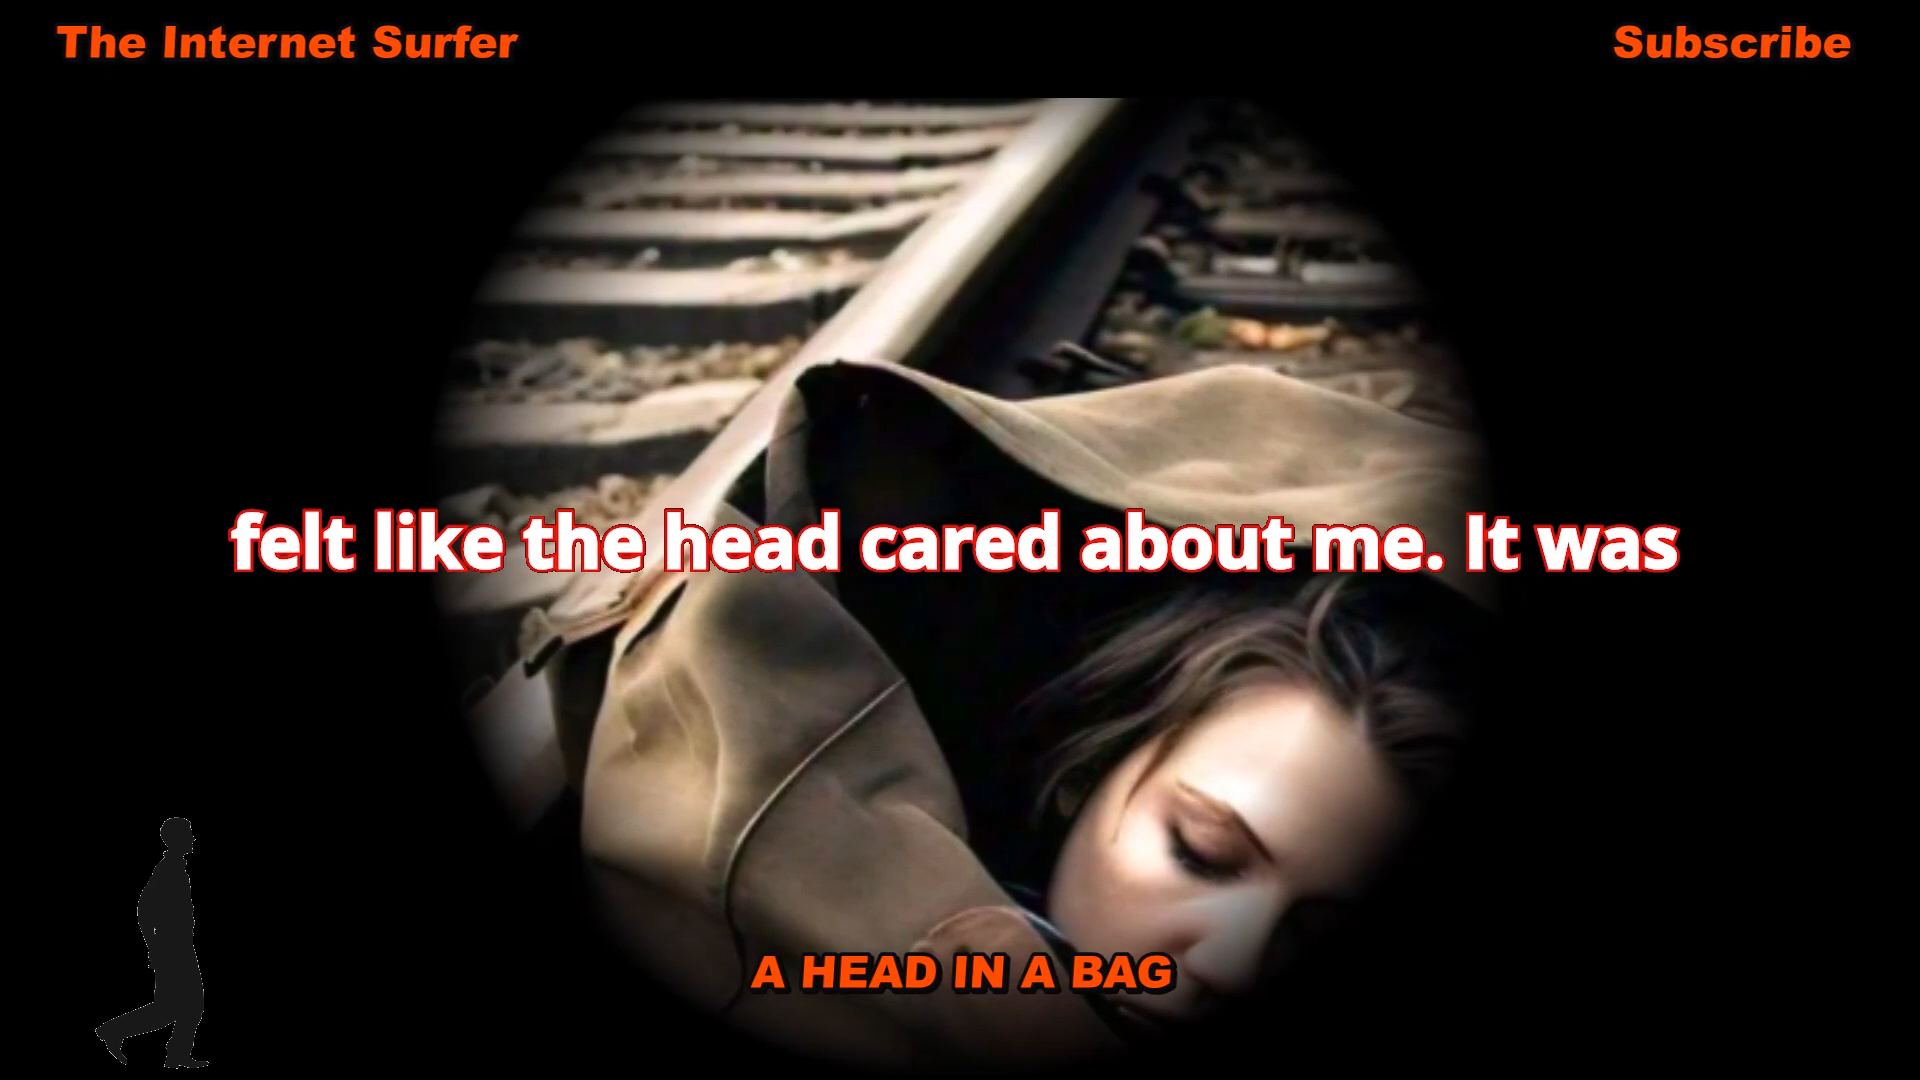 The Internet Surfer
Subscribe
felt like the head cared about me. It was
A HEAD IN A BAG